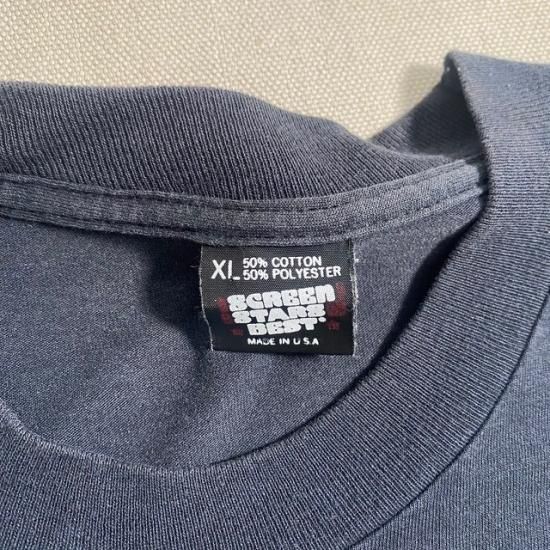 XL 50% COTTON
50% POLYESTER
SCREEN
STARS
BEST®
MADE IN U.S.A